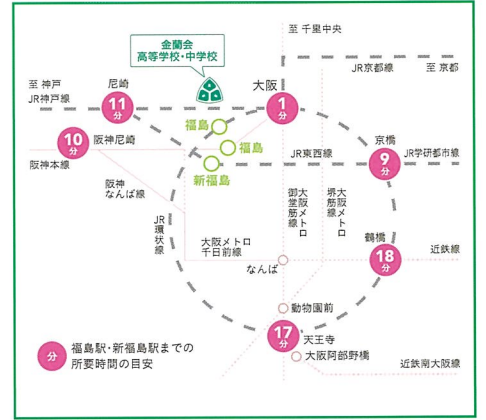 金蘭会
高等学校・中学校
至 千里中央
至 神戸
JR神戸線
尼崎
11
分
大阪
1
分
JR京都線
至 京都
10
分
阪神尼崎
阪神本線
福島
福島
新福島
JR東西線
京橋
9
分
JR学研都市線
阪神
なんば線
JR
環状線
大阪メトロ
千日前線
大阪メトロ
御堂筋線
大阪メトロ
堺筋線
鶴橋
18
分
近鉄線
なんば
動物園前
17
分
天王寺
大阪阿部野橋
近鉄南大阪線
分
福島駅・新福島駅までの
所要時間の目安